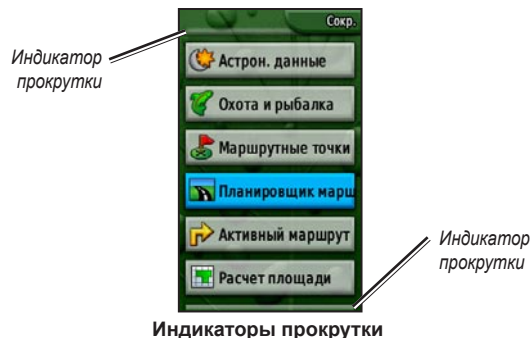 Сокр.
Индикатор
прокрутки
Астрон. данные
Охота и рыбалка
Маршрутные точки
Планировщик марш
Активный маршрут
Индикатор
прокрутки
Расчет площади
Индикаторы прокрутки